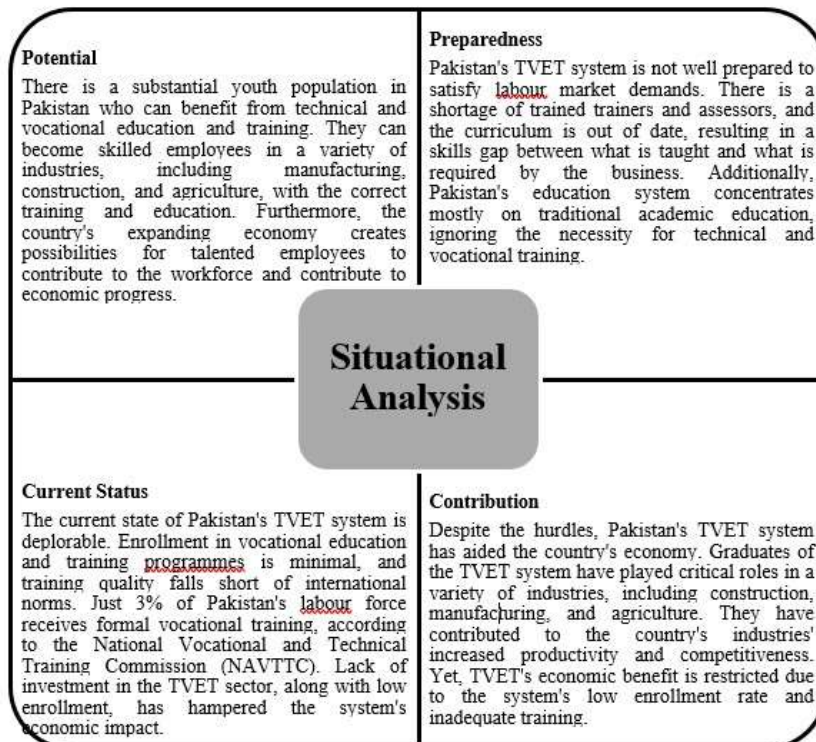 Potential
There is a substantial youth population in
Pakistan who can benefit from technical and
vocational education and training. They can
become skilled employees in a variety of
industries, including manufacturing,
construction, and agriculture, with the correct
training and education. Furthermore, the
country's expanding economy creates
possibilities for talented employees to
contribute to the workforce and contribute to
economic progress.
Preparedness
Pakistan's TVET system is not well prepared to
satisfy labour market demands. There is a
shortage of trained trainers and assessors, and
the curriculum is out of date, resulting in a
skills gap between what is taught and what is
required by the business. Additionally,
Pakistan's education system concentrates
mostly on traditional academic education,
ignoring the necessity for technical and
vocational training.
Situational
Analysis
Current Status
The current state of Pakistan's TVET system is
deplorable. Enrollment in vocational education
and training programmes is minimal, and
training quality falls short of international
norms. Just 3% of Pakistan's labour force
receives formal vocational training, according
to the National Vocational and Technical
Training Commission (NAVTTC). Lack of
investment in the TVET sector, along with low
enrollment, has hampered the system's
economic impact.
Contribution
Despite the hurdles, Pakistan's TVET system
has aided the country's economy. Graduates of
the TVET system have played critical roles in a
variety of industries, including construction,
manufacturing, and agriculture. They have
contributed to the country's industries'
increased productivity and competitiveness.
Yet, TVET's economic benefit is restricted due
to the system's low enrollment rate and
inadequate training.